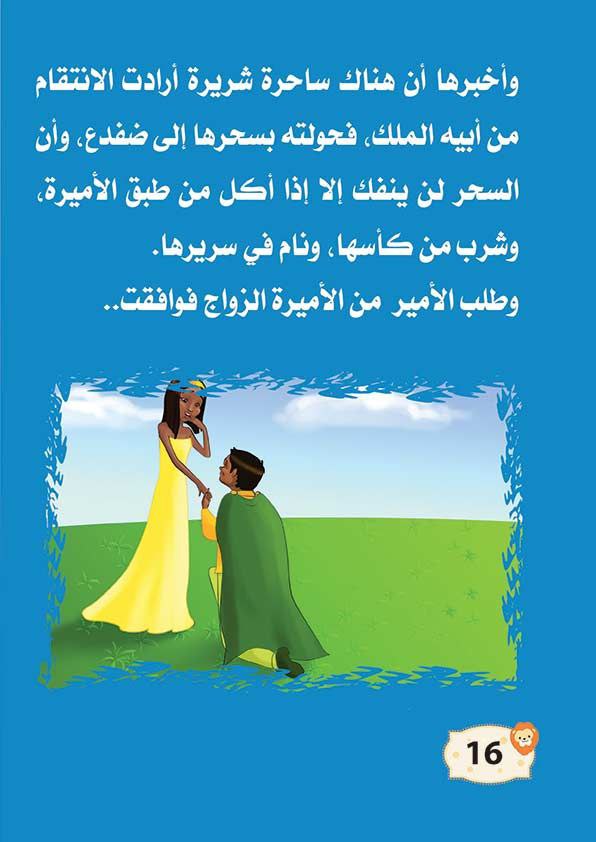 وأخبرها أن هناك ساحرة شريرة أرادت الانتقام
من أبيه الملك، فحولته بسحرها إلى ضفدع، وأن
السحر لن ينفك إلا إذا أكل من طبق الأميرة،
وشرب من كأسها، ونام في سريرها.
وطلب الأمير من الأميرة الزواج فوافقت..
16